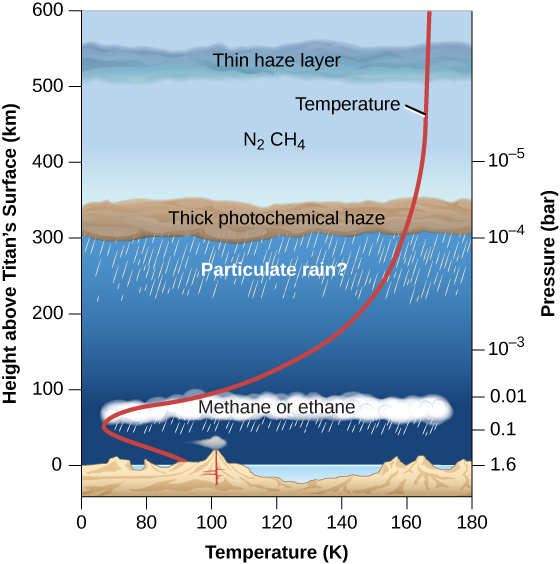 Height above Titan's Surface (km)
600
500
400
300
200
100
0
Thin haze layer
Temperature
N₂ CH₄
Thick photochemical haze
Particulate rain?
Methane or ethane
10⁻⁵
10⁻⁴
10⁻³
0.01
0.1
1.6
Pressure (bar)
0 80 100 120 140 160 180
Temperature (K)